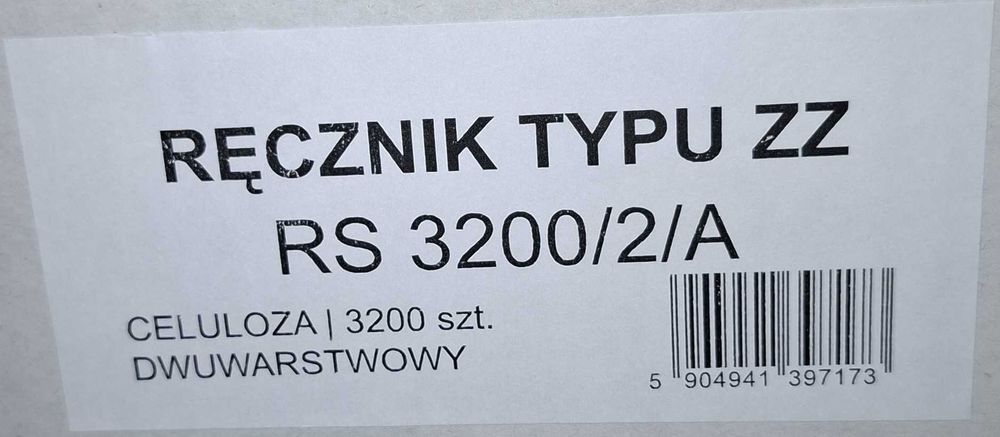 RĘCZNIK TYPU ZZ
RS 3200/2/A
CELULOZA | 3200 szt.
DWUWARSTWOWY
5 904941 397173